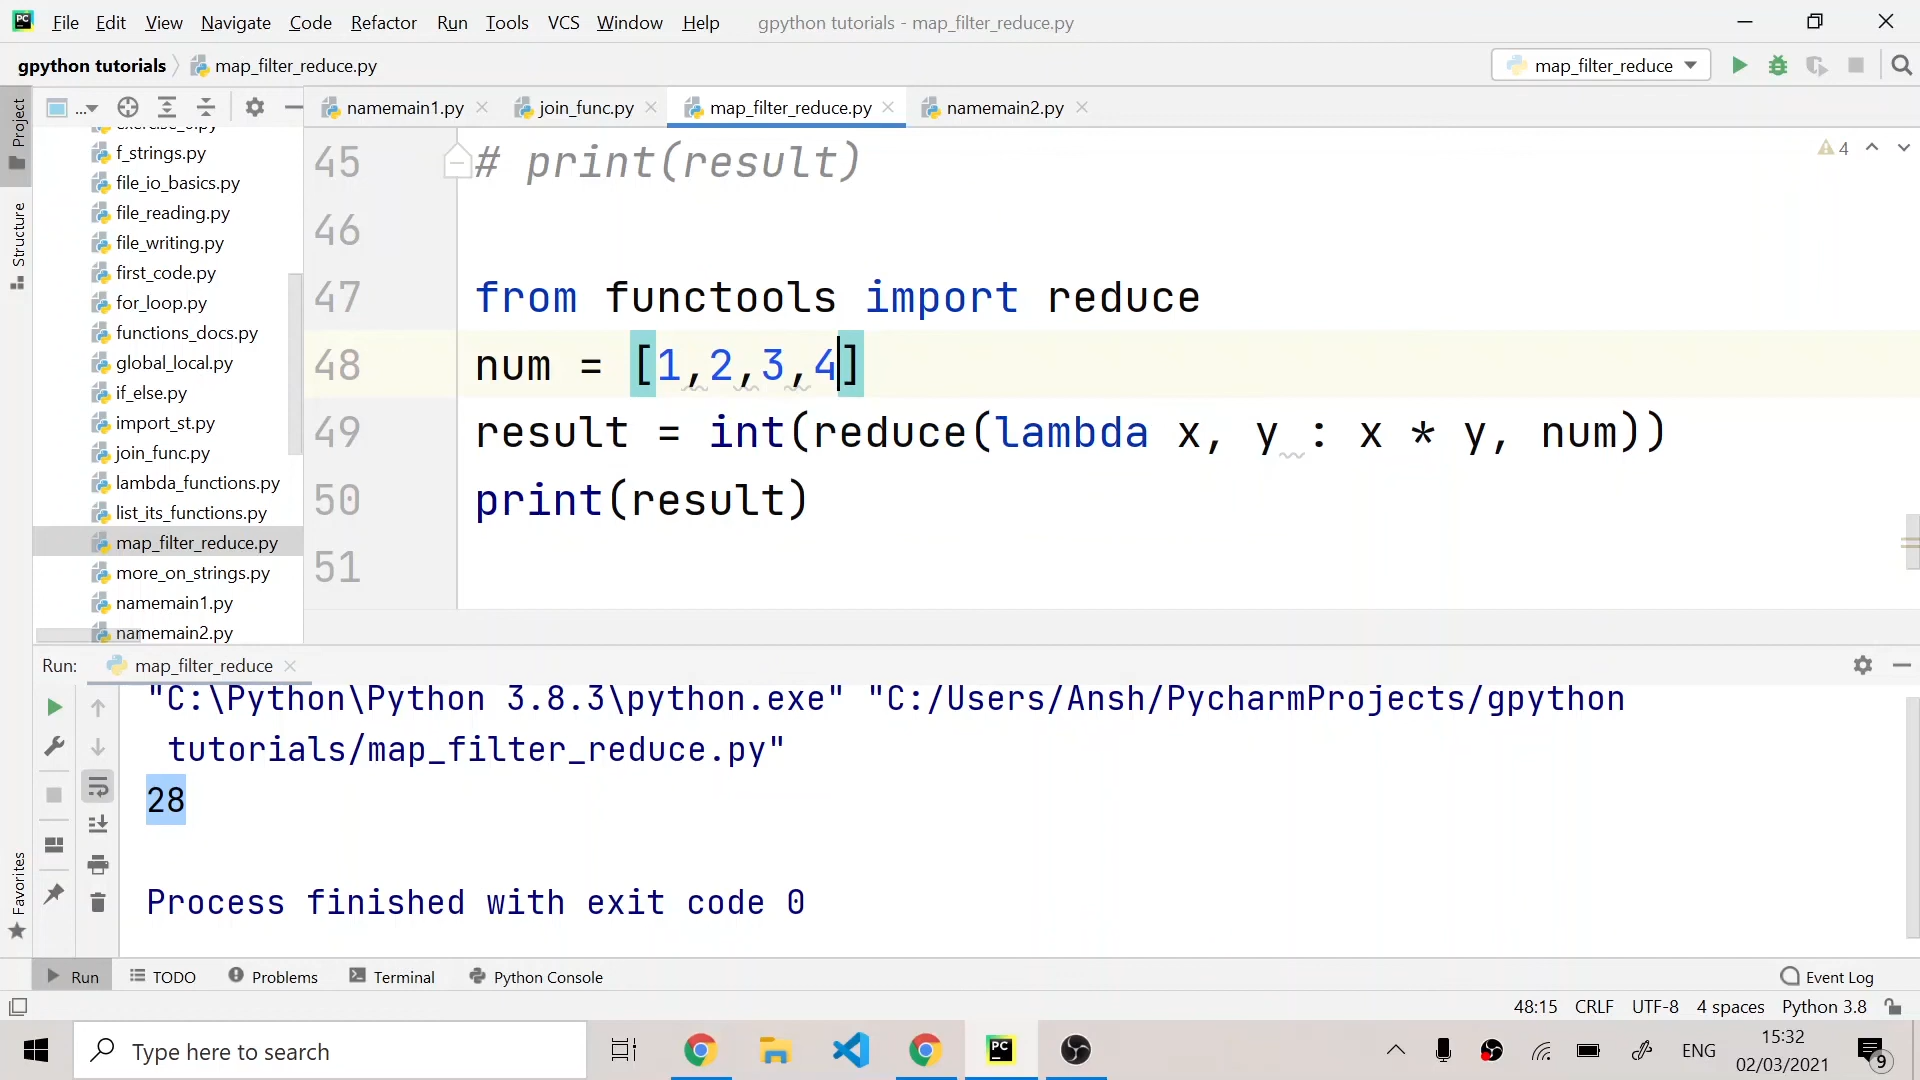 File Edit View Navigate Code Refactor Run Tools VCS Window Help gpython tutorials - map_filter_reduce.py
gpython tutorials map_filter_reduce.py map_filter_reduce
Project
Structure
Favorites
...
namemain1.py join_func.py map_filter_reduce.py namemain2.py
f_strings.py
file_io_basics.py
file_reading.py
file_writing.py
first_code.py
for_loop.py
functions_docs.py
global_local.py
if_else.py
import_st.py
join_func.py
lambda_functions.py
list_its_functions.py
map_filter_reduce.py
more_on_strings.py
namemain1.py
namemain2.py
4
45 # print(result)
46
47 from functools import reduce
48 num = [1,2,3,4]
49 result = int(reduce(lambda x, y : x * y, num))
50 print(result)
51
Run: map_filter_reduce
"C:\Python\Python 3.8.3\python.exe" "C:/Users/Ansh/PycharmProjects/gpython
tutorials/map_filter_reduce.py"
28
Process finished with exit code 0
Run TODO Problems Terminal Python Console Event Log
48:15 CRLF UTF-8 4 spaces Python 3.8
Type here to search
PC
ENG
15:32
02/03/2021
9